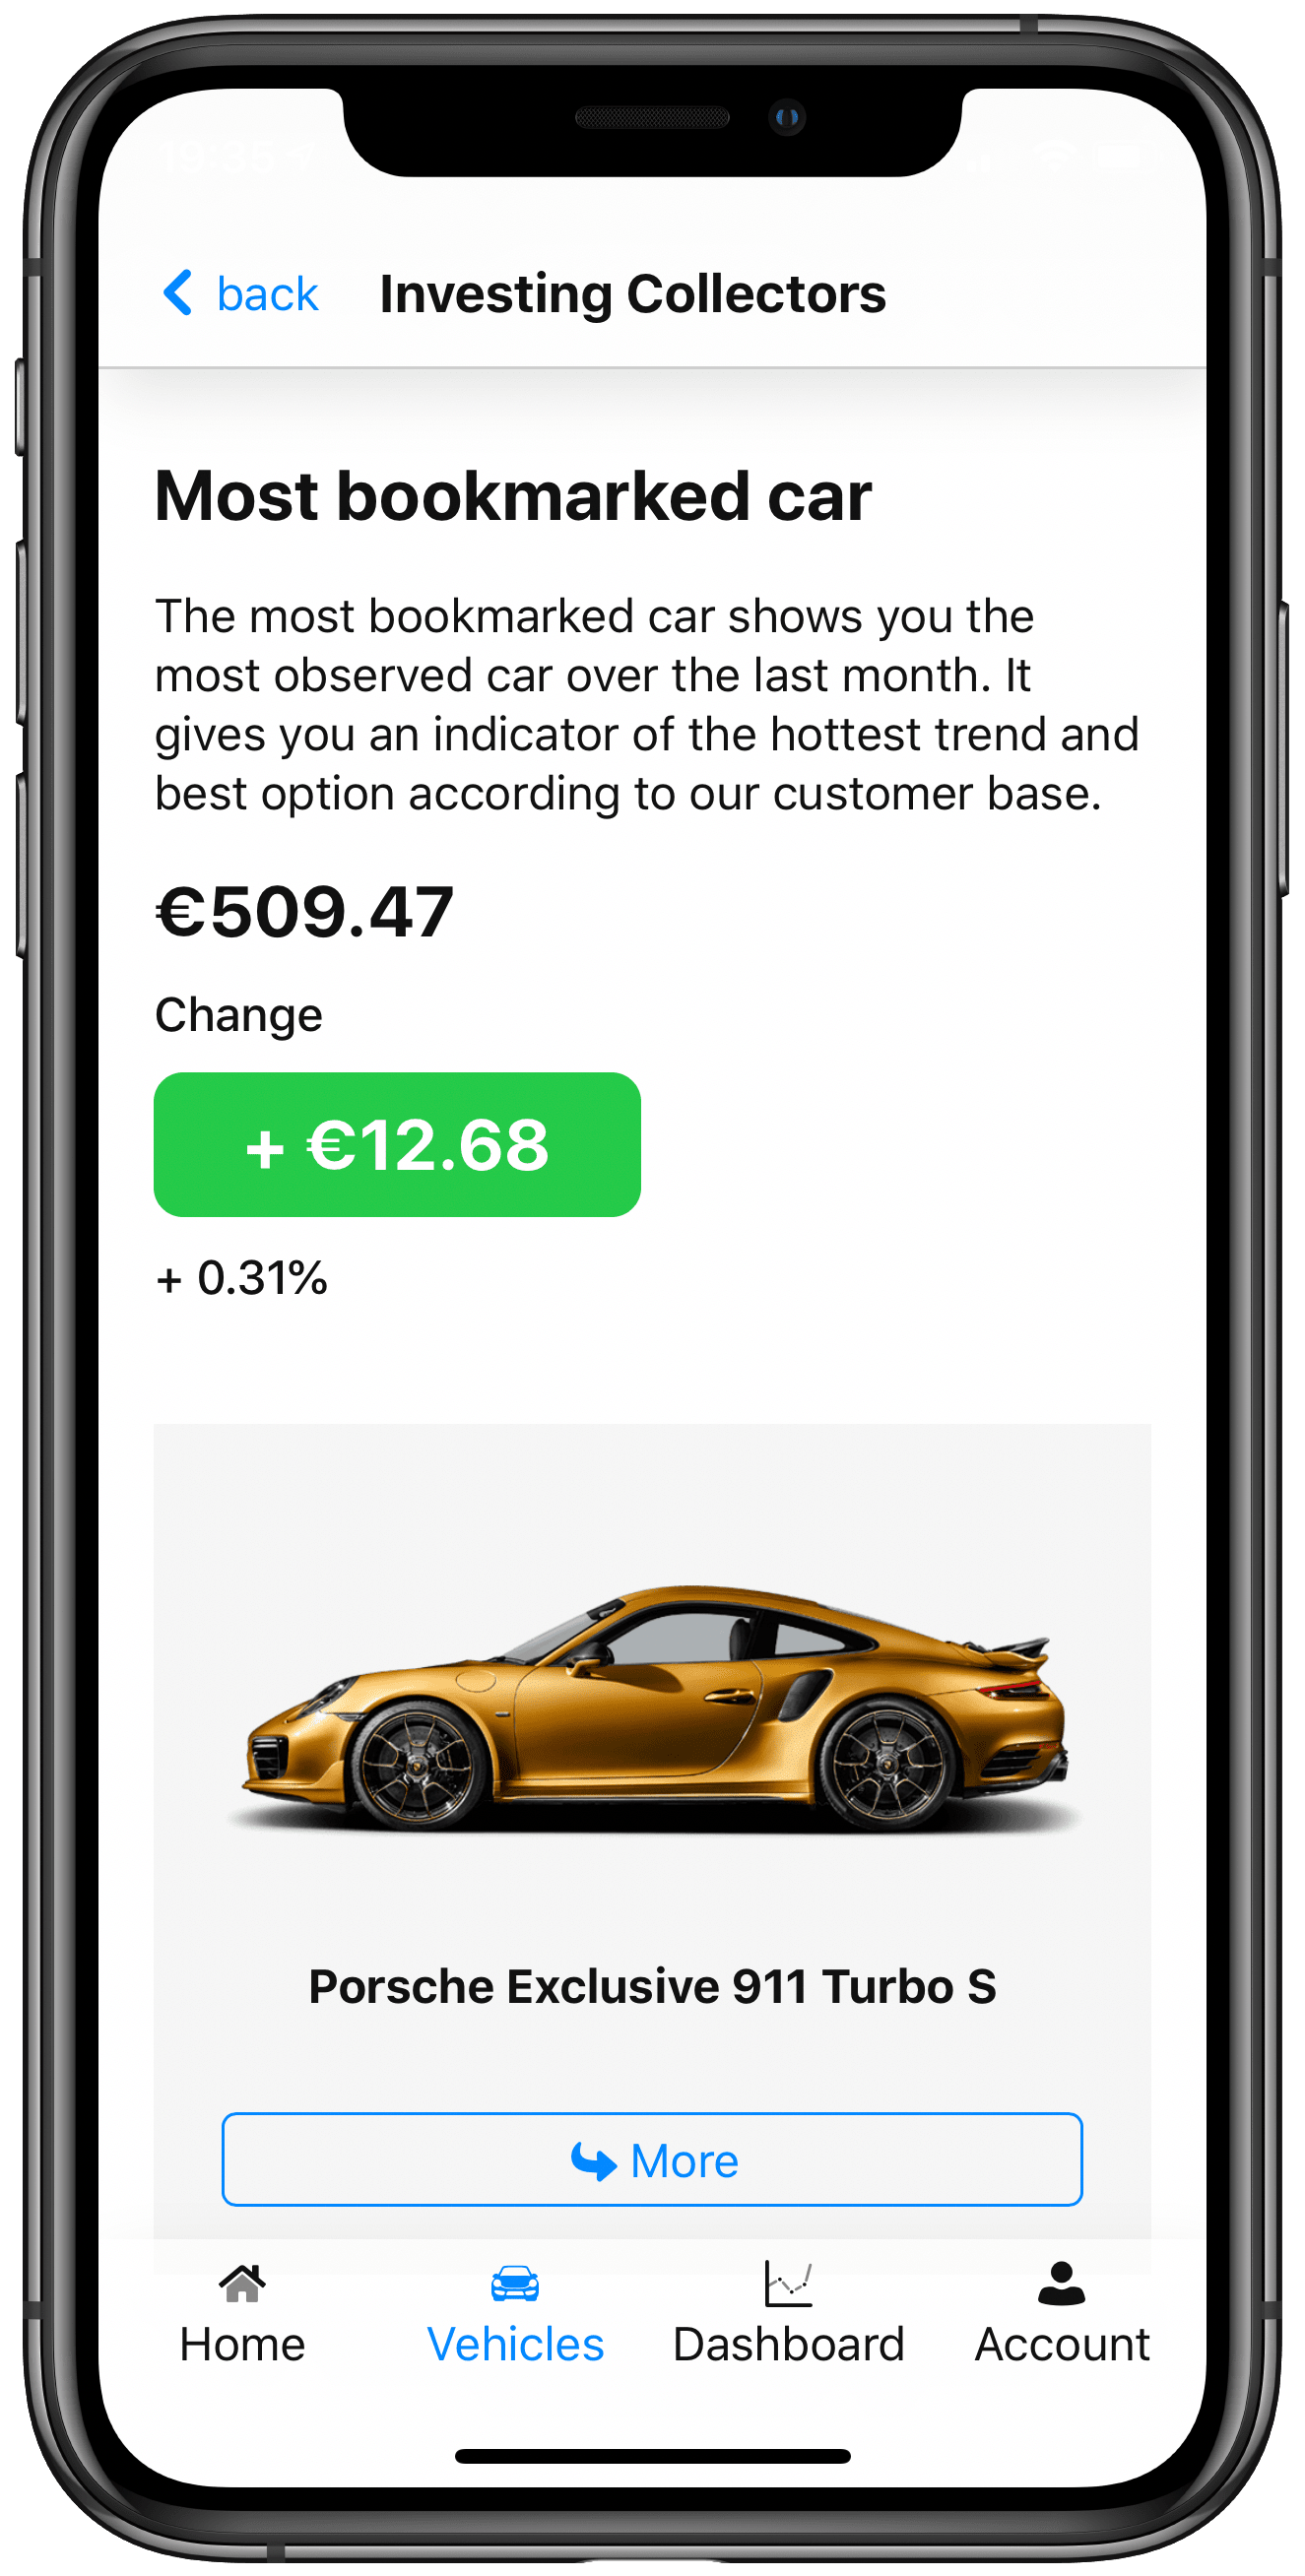 back Investing Collectors
Most bookmarked car
The most bookmarked car shows you the
most observed car over the last month. It
gives you an indicator of the hottest trend and
best option according to our customer base.
€509.47
Change
+ €12.68
+ 0.31%
Porsche Exclusive 911 Turbo S
More
Home Vehicles Dashboard Account